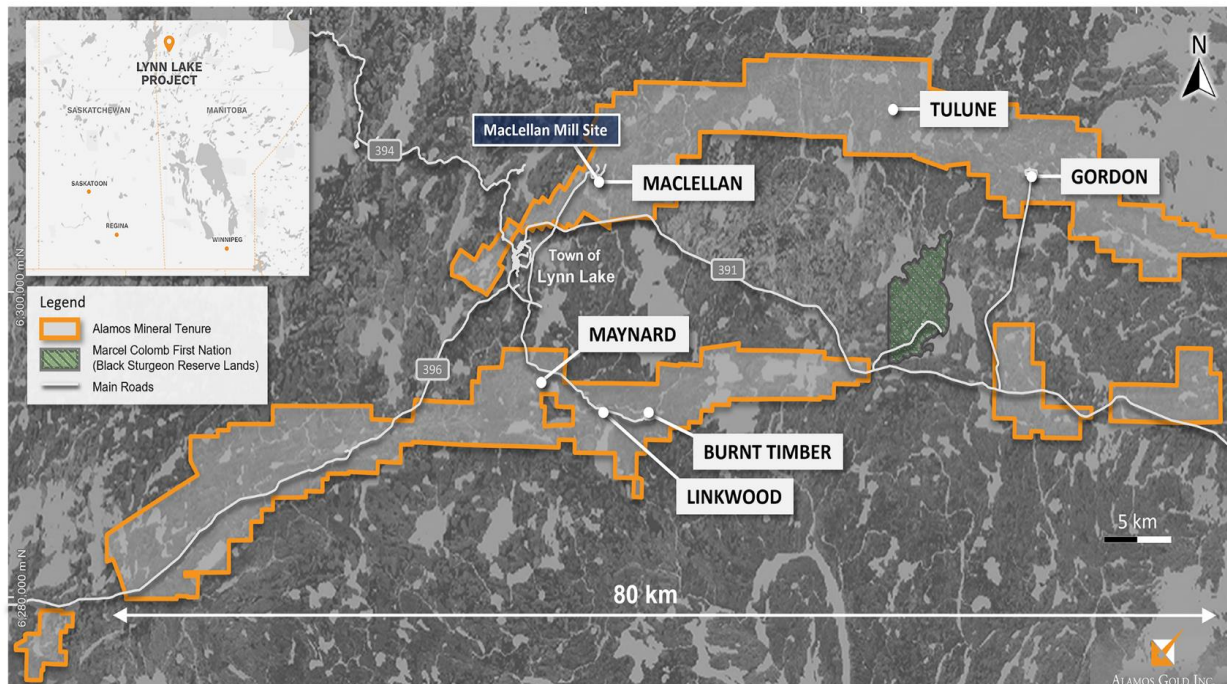 LYNN LAKE
PROJECT
SASKATCHEWAN
MANITOBA
SASKATOON
REGINA
WINNIPEG
N
TULUNE
394
MacLellan Mill Site
MACLELLAN
GORDON
Town of
Lynn Lake
391
6,300,000 m N
Legend
Alamos Mineral Tenure
Marcel Colomb First Nation
(Black Sturgeon Reserve Lands)
Main Roads
MAYNARD
396
BURNT TIMBER
LINKWOOD
5 km
6,280,000 m N
80 km
ALAMOS GOLD INC